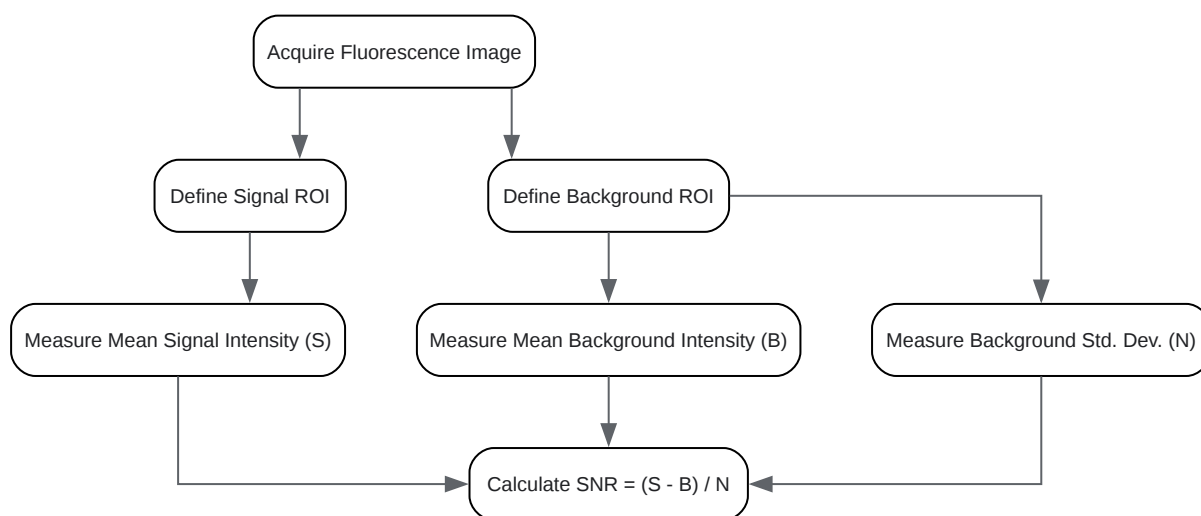 Acquire Fluorescence Image
Define Signal ROI
Define Background ROI
Measure Mean Signal Intensity (S)
Measure Mean Background Intensity (B)
Measure Background Std. Dev. (N)
Calculate SNR = (S - B) / N